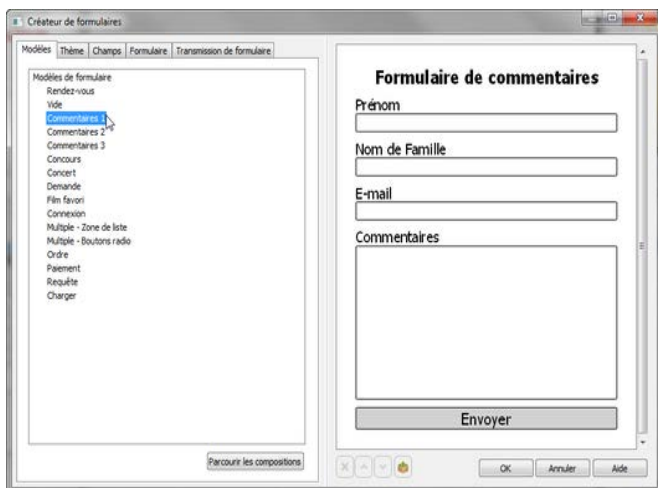 Créateur de formulaires
Modèles Thème Champs Formulaire Transmission de formulaire
Modèles de formulaire
Rendez-vous
Vide
Commentaires 1
Commentaires 2
Commentaires 3
Concours
Concert
Demande
Film favori
Connexion
Multiple - Zone de liste
Multiple - Boutons radio
Ordre
Paiement
Requête
Charger
Parcourir les compositions
Formulaire de commentaires
Prénom
Nom de Famille
E-mail
Commentaires
Envoyer
OK Annuler Aide